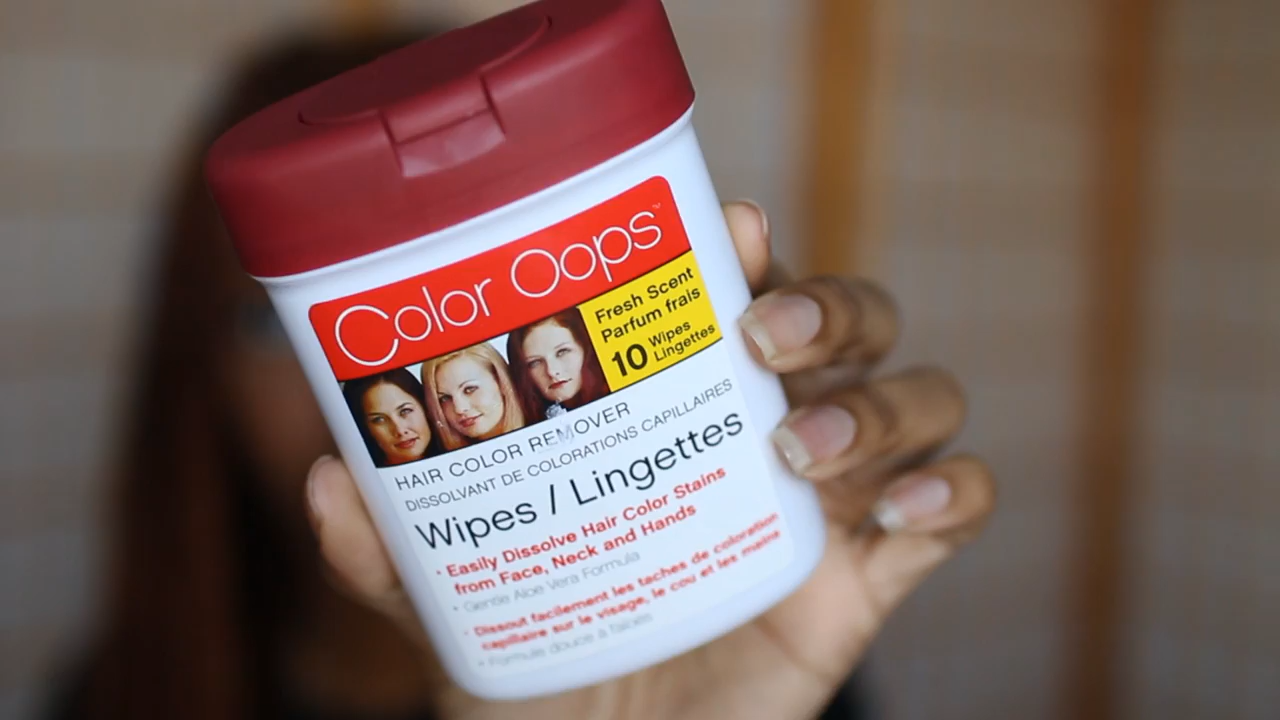 Color Oops™
Fresh Scent
Parfum frais
10 Wipes
Lingettes
HAIR COLOR REMOVER
DISSOLVANT DE COLORATIONS CAPILLAIRES
Wipes / Lingettes
• Easily Dissolve Hair Color Stains
from Face, Neck and Hands
• Gentle Aloe Vera Formula
• Dissout facilement les taches de coloration
capillaire sur le visage, le cou et les mains
• Formule douce à l'aloès